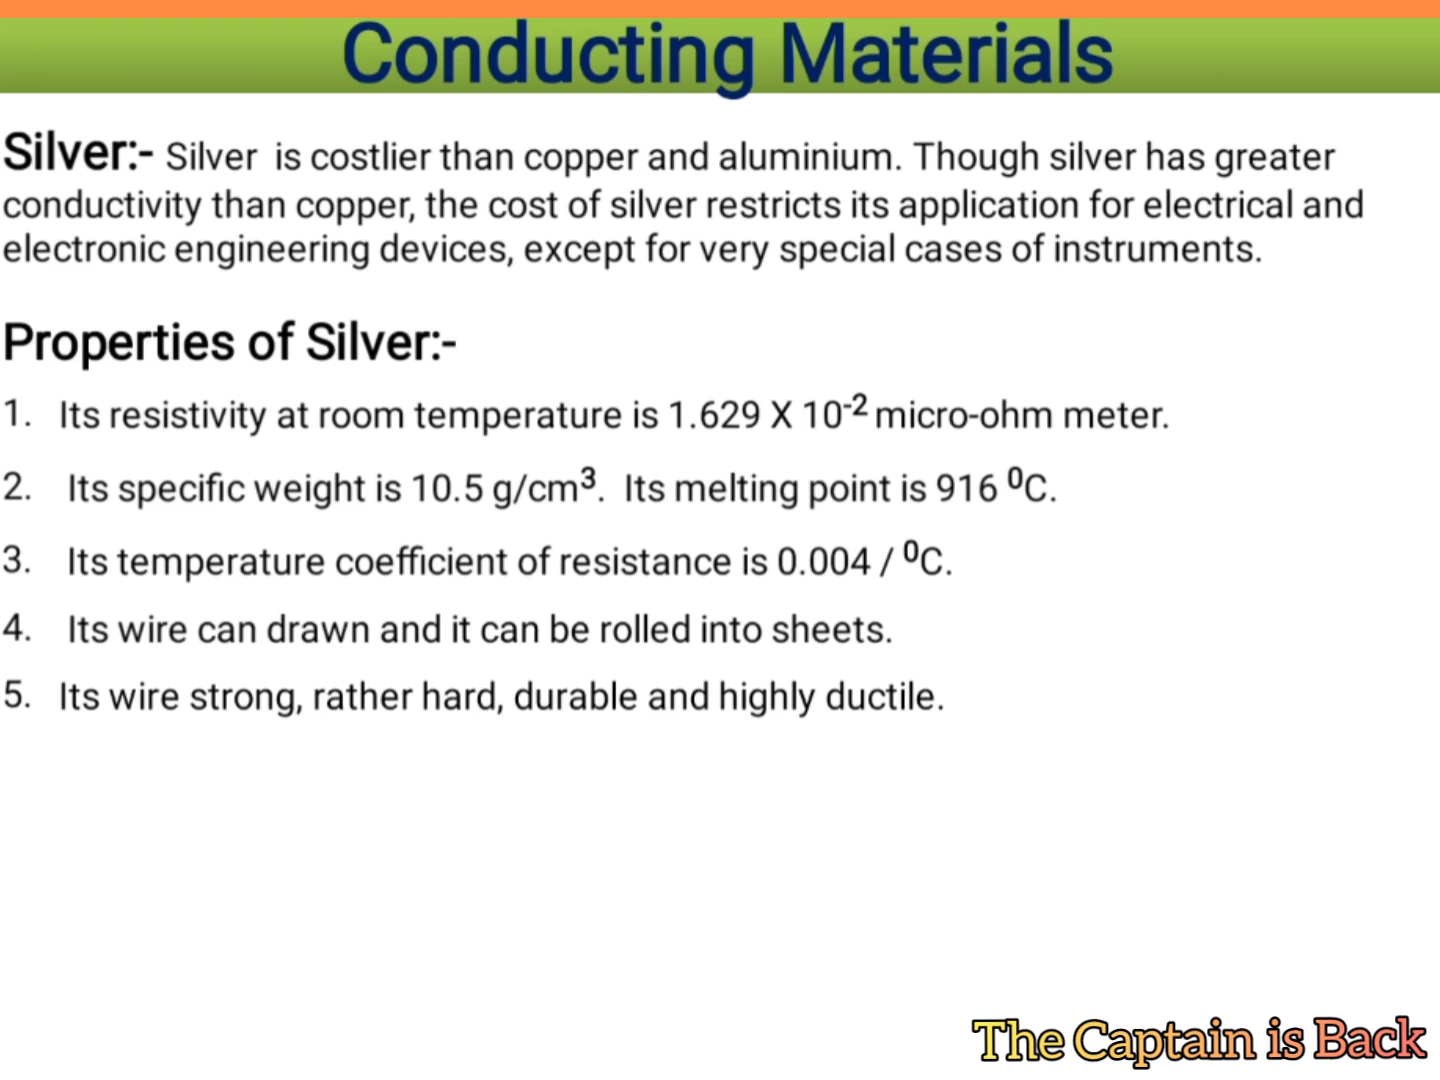 Conducting Materials
Silver:- Silver is costlier than copper and aluminium. Though silver has greater
conductivity than copper, the cost of silver restricts its application for electrical and
electronic engineering devices, except for very special cases of instruments.
Properties of Silver:-
1. Its resistivity at room temperature is 1.629 X 10⁻² micro-ohm meter.
2. Its specific weight is 10.5 g/cm³. Its melting point is 916 ⁰C.
3. Its temperature coefficient of resistance is 0.004 / ⁰C.
4. Its wire can drawn and it can be rolled into sheets.
5. Its wire strong, rather hard, durable and highly ductile.
The Captain is Back